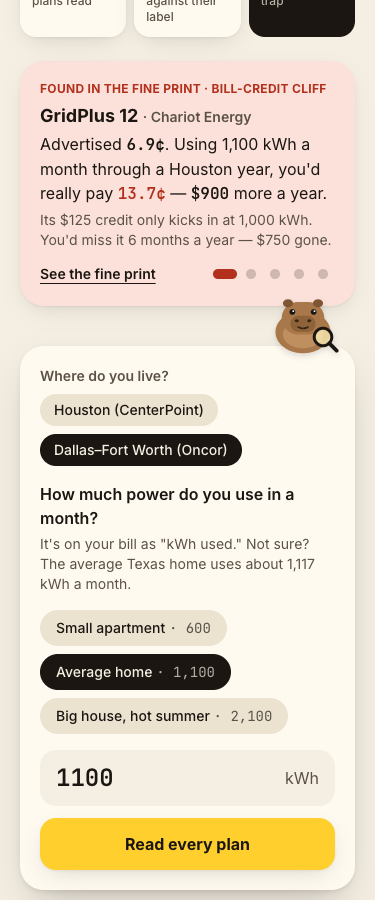 plans read
against their
label
trap
FOUND IN THE FINE PRINT · BILL-CREDIT CLIFF
GridPlus 12 · Chariot Energy
Advertised 6.9¢. Using 1,100 kWh a
month through a Houston year, you'd
really pay 13.7¢ — $900 more a year.
Its $125 credit only kicks in at 1,000 kWh.
You'd miss it 6 months a year — $750 gone.
See the fine print
Where do you live?
Houston (CenterPoint)
Dallas–Fort Worth (Oncor)
How much power do you use in a
month?
It's on your bill as "kWh used." Not sure?
The average Texas home uses about 1,117
kWh a month.
Small apartment · 600
Average home · 1,100
Big house, hot summer · 2,100
1100 kWh
Read every plan